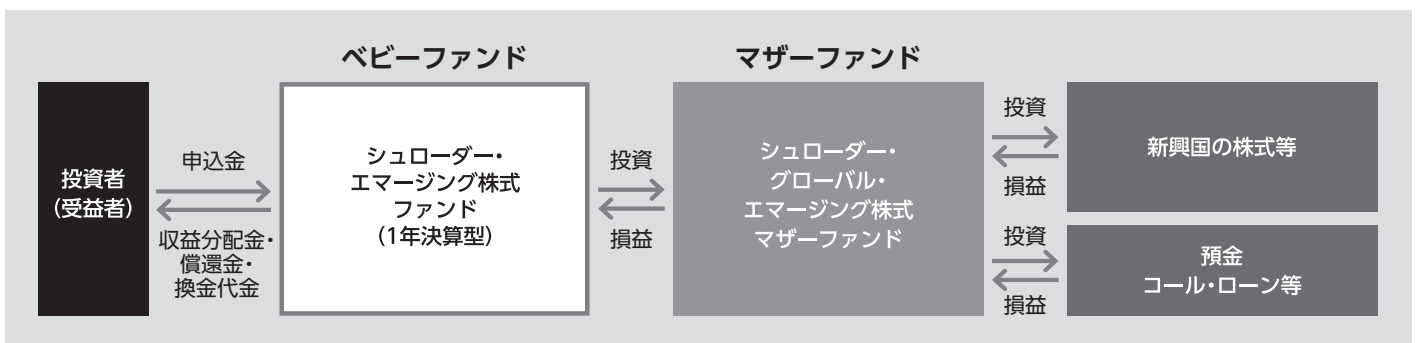 ベビーファンド
マザーファンド
投資者
(受益者)
申込金
収益分配金・
償還金・
換金代金
シュローダー・
エマージング株式
ファンド
(1年決算型)
投資
損益
シュローダー・
グローバル・
エマージング株式
マザーファンド
投資
損益
新興国の株式等
投資
損益
預金
コール・ローン等